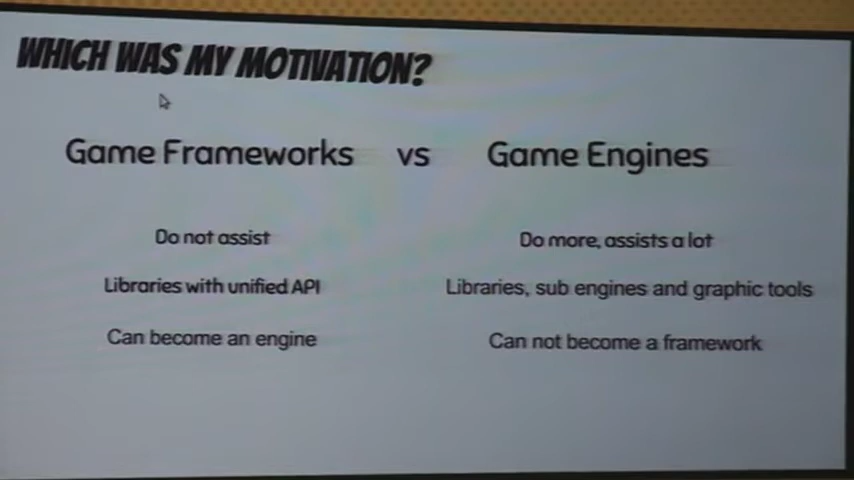 WHICH WAS MY MOTIVATION?
Game Frameworks vs Game Engines
Do not assist
Do more, assists a lot
Libraries with unified API
Libraries, sub engines and graphic tools
Can become an engine
Can not become a framework